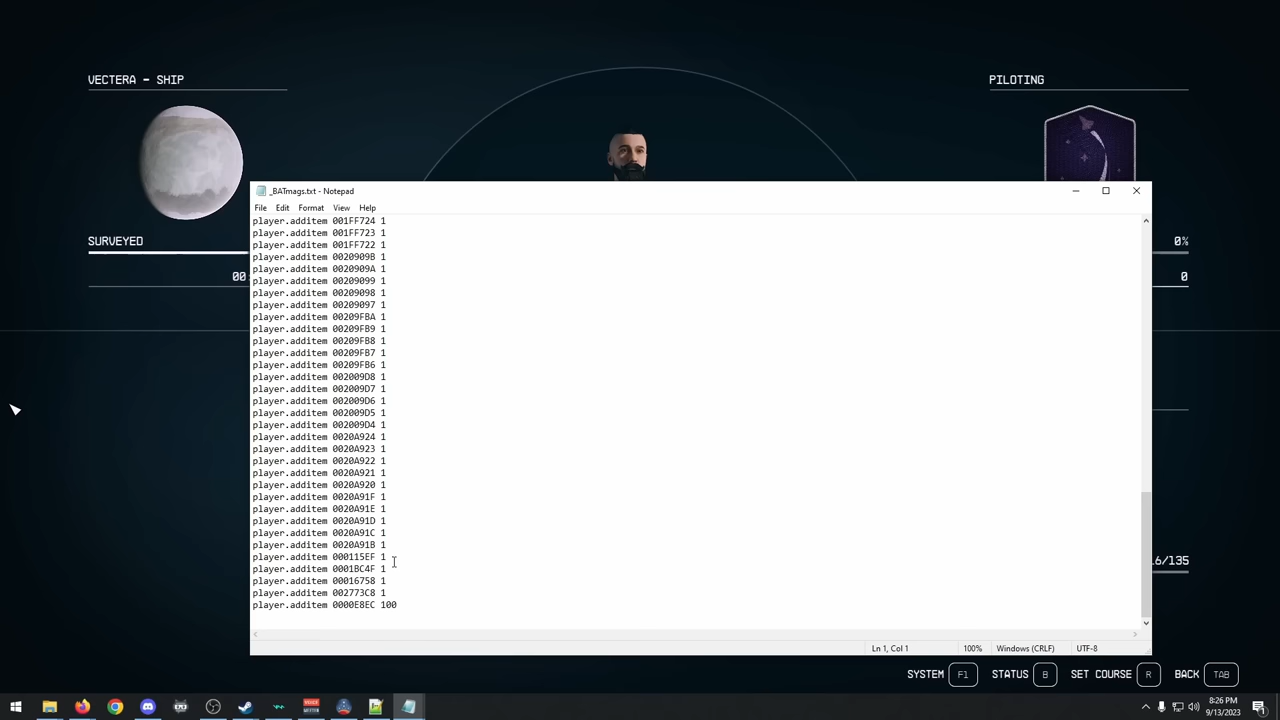 VECTERA – SHIP
PILOTING
_BATmags.txt - Notepad
File Edit Format View Help
SURVEYED
00
0%
0
player.additem 001FF724 1
player.additem 001FF723 1
player.additem 001FF722 1
player.additem 0020909B 1
player.additem 0020909A 1
player.additem 00209099 1
player.additem 00209098 1
player.additem 00209097 1
player.additem 00209FBA 1
player.additem 00209FB9 1
player.additem 00209FB8 1
player.additem 00209FB7 1
player.additem 00209FB6 1
player.additem 002009D8 1
player.additem 002009D7 1
player.additem 002009D6 1
player.additem 002009D5 1
player.additem 002009D4 1
player.additem 0020A924 1
player.additem 0020A923 1
player.additem 0020A922 1
player.additem 0020A921 1
player.additem 0020A920 1
player.additem 0020A91F 1
player.additem 0020A91E 1
player.additem 0020A91D 1
player.additem 0020A91C 1
player.additem 0020A91B 1
player.additem 000115EF 1
player.additem 0001BC4F 1
player.additem 00016758 1
player.additem 002773C8 1
player.additem 0000E8EC 100
6/135
Ln 1, Col 1 100% Windows (CRLF) UTF-8
SYSTEM F1 STATUS B SET COURSE R BACK TAB
8:26 PM
9/13/2023